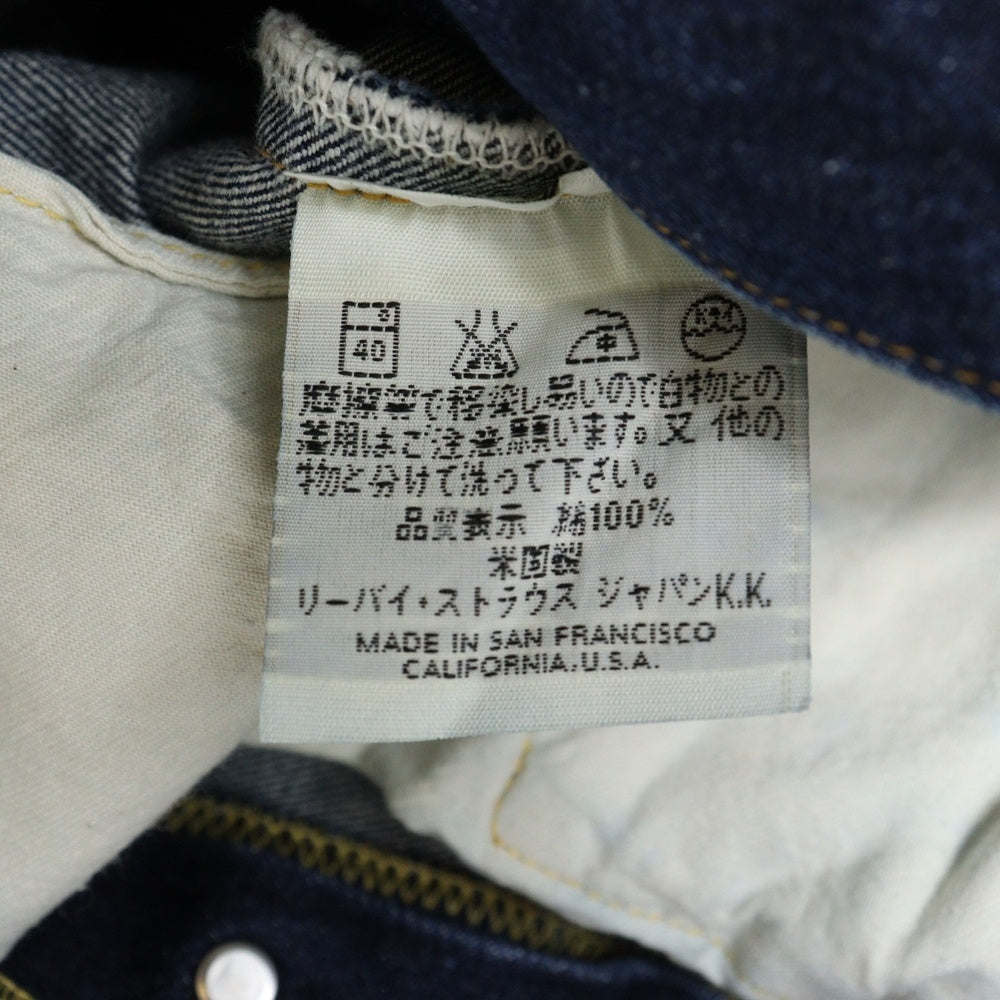 40
摩擦等で移染し易いので白物との
着用はご注意願います。又 他の
物と分けて洗って下さい。
品質表示 綿100%
米国製
リーバイ・ストラウス ジャパンK.K.
MADE IN SAN FRANCISCO
CALIFORNIA,U.S.A.